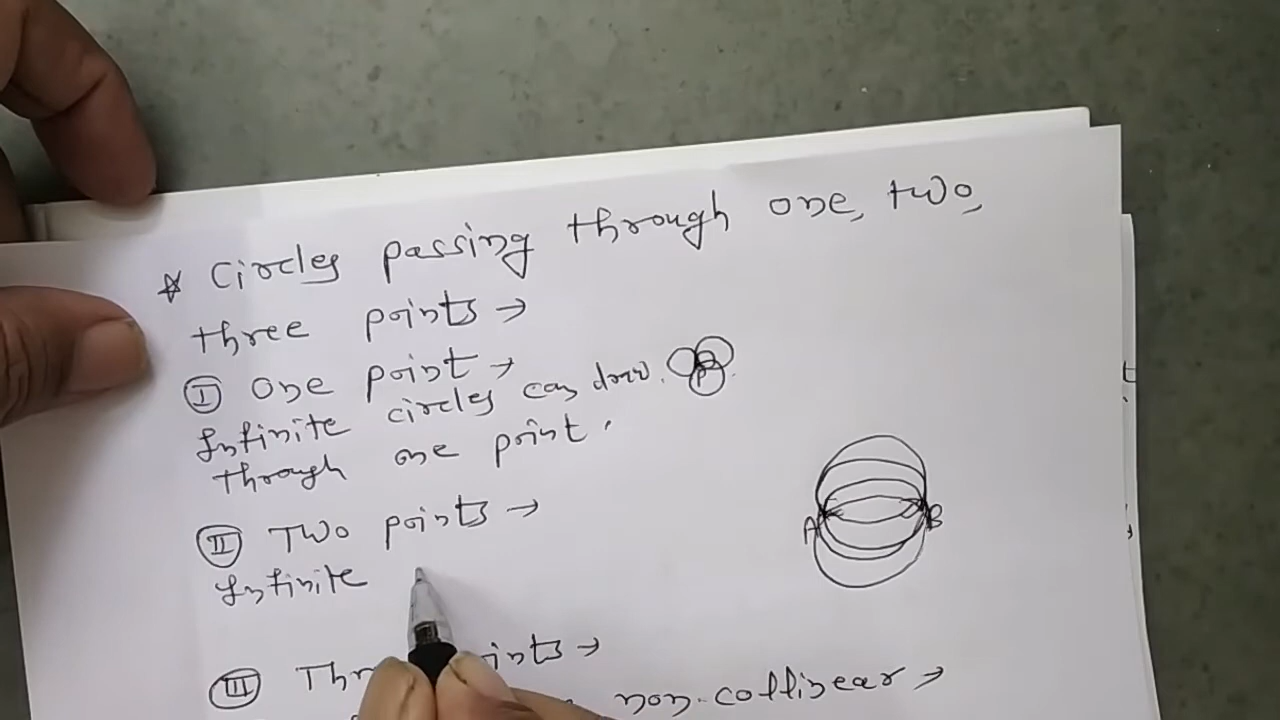 ☆ Circles passing through one, two,
three points →
Ⓘ One point →
Infinite circles can draw. P
through one point.
Ⅱ Two points →
Infinite
A B
Ⅲ points →
non-collinear →